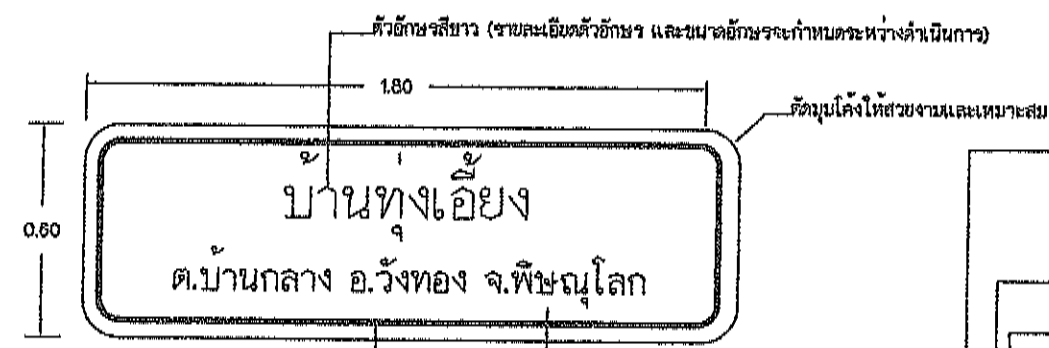 ตัวอักษรสีขาว (รายละเอียดตัวอักษร และขนาดอักษรจะกำหนดระหว่างดำเนินการ)
1.80
ตัดมุมโค้งให้สวยงามและเหมาะสม
0.60
บ้านทุ่งเอี้ยง
ต.บ้านกลาง อ.วังทอง จ.พิษณุโลก